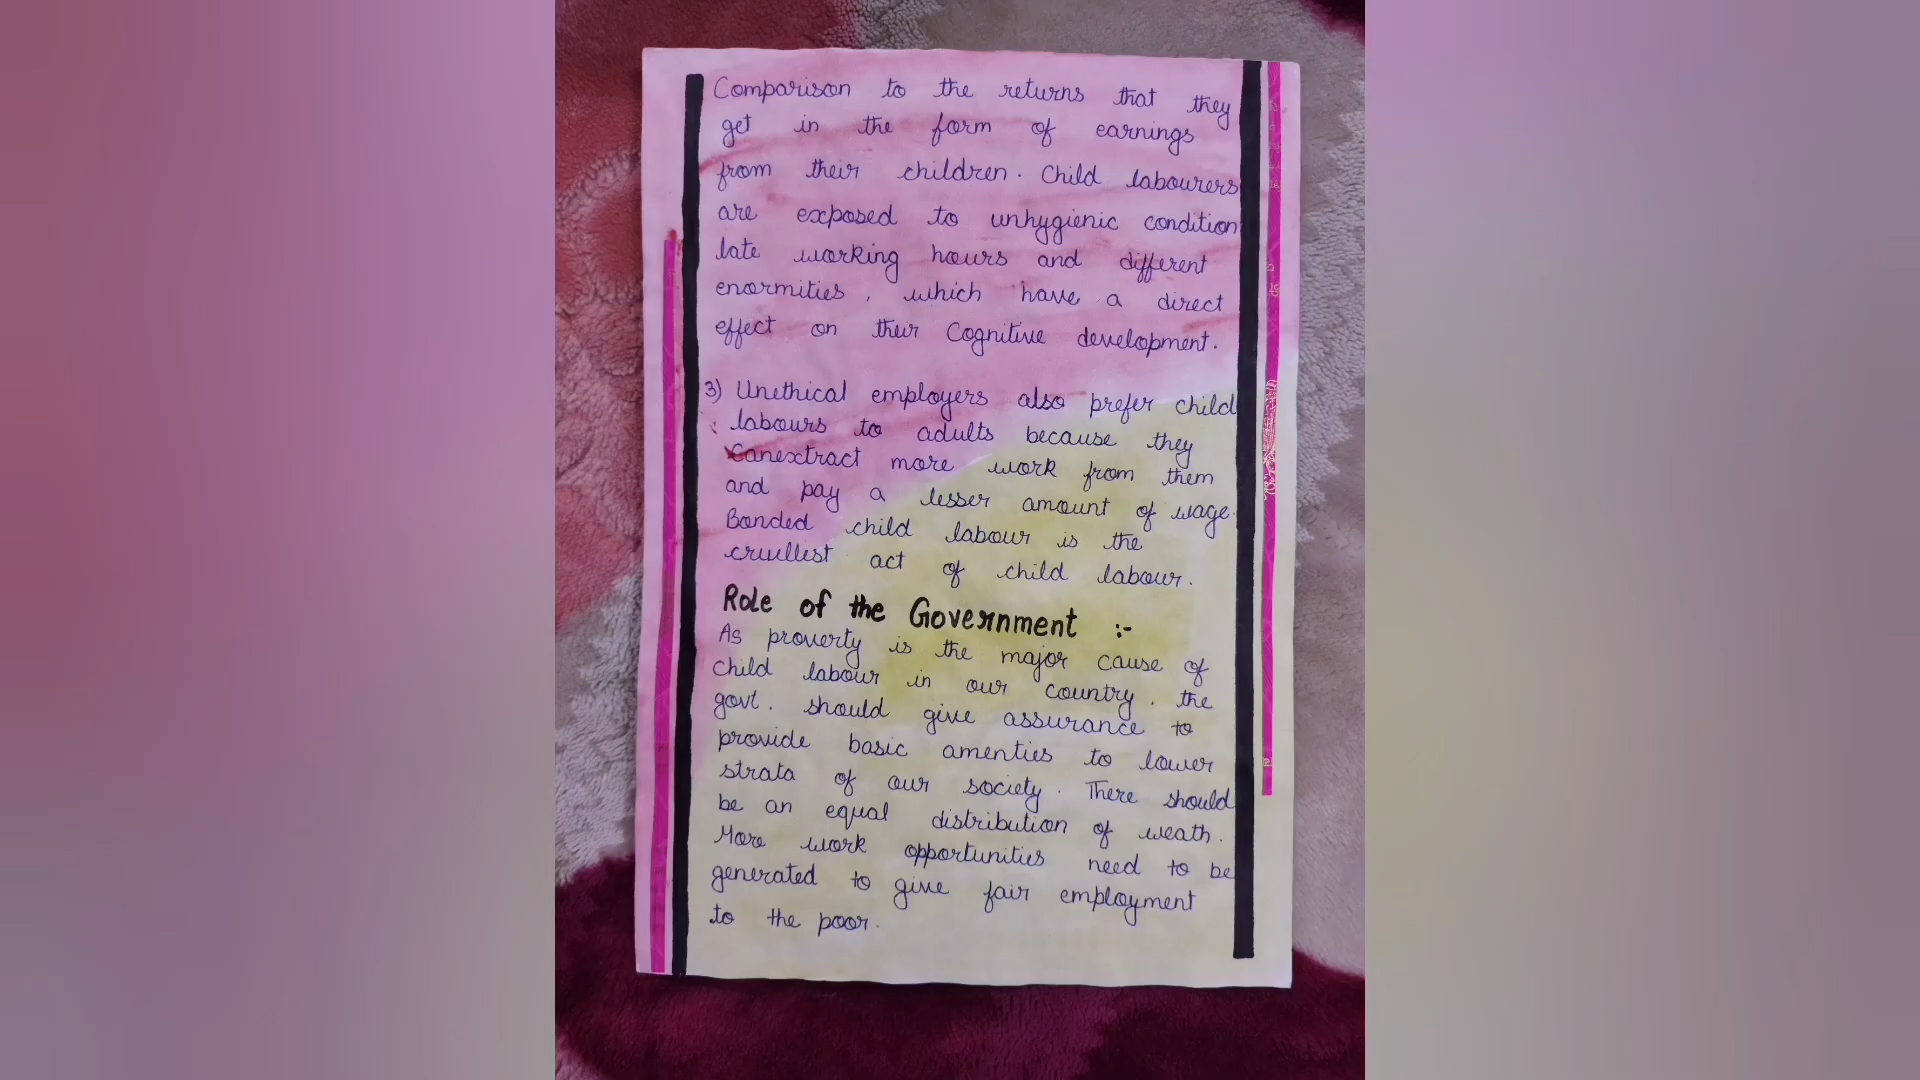 Comparison to the returns that they
get in the form of earnings
from their children. Child labourers
are exposed to unhygienic condition
late working hours and different
enormities, which have a direct
effect on their Cognitive development.
3) Unethical employers also prefer child
labours to adults because they
Canextract more work from them
and pay a lesser amount of wage.
Bonded child labour is the
cruellest act of child labour.
Role of the Government :-
As proverty is the major cause of
child labour in our country. the
govt. should give assurance to
provide basic amenties to lower
strata of our society. There should
be an equal distribution of weath.
More work opportunities need to be
generated to give fair employment
to the poor.